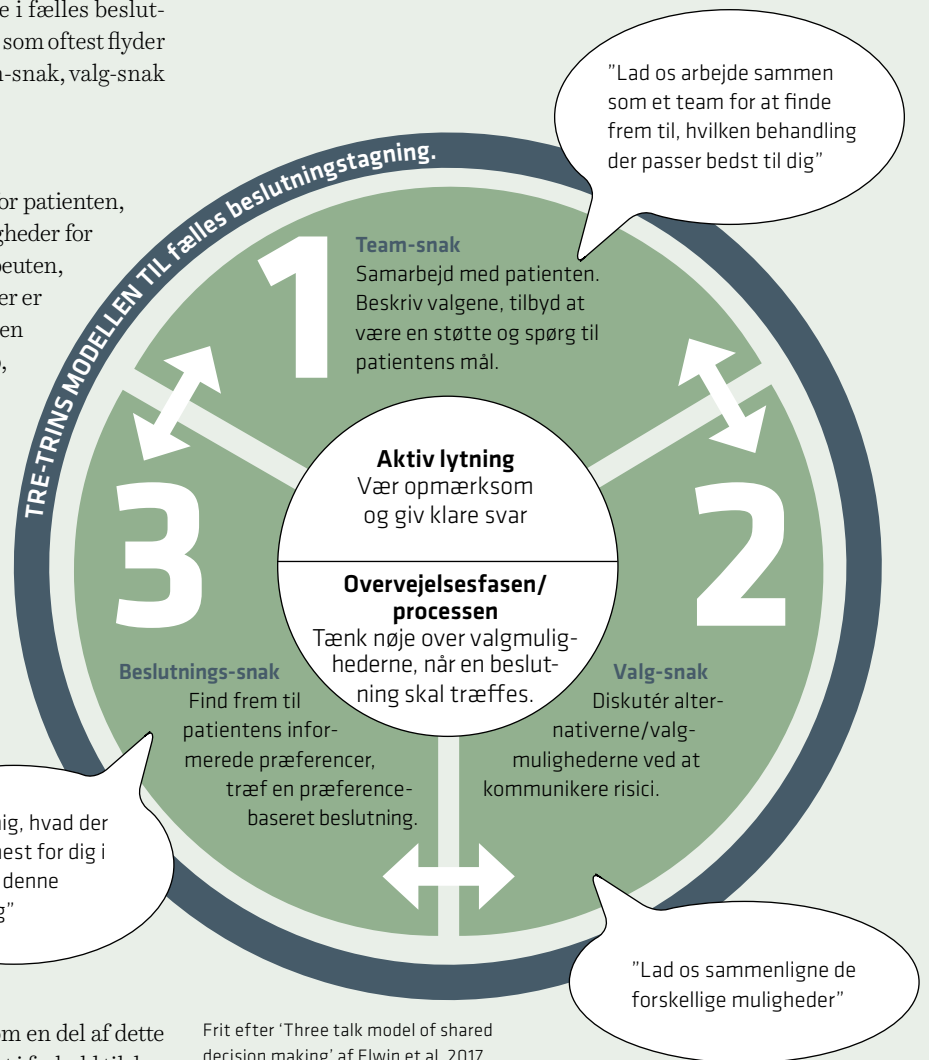 e i fælles beslut-
som oftest flyder
-snak, valg-snak
or patienten,
gheder for
peuten,
er er
en
TRE-TRINS MODELLEN TIL fælles beslutningstagning.
"Lad os arbejde sammen
som et team for at finde
frem til, hvilken behandling
der passer bedst til dig"
1
Team-snak
Samarbejd med patienten.
Beskriv valgene, tilbyd at
være en støtte og spørg til
patientens mål.
Aktiv lytning
Vær opmærksom
og giv klare svar
Overvejelsesfasen/
processen
Tænk nøje over valgmulig-
hederne, når en beslut-
ning skal træffes.
2
Valg-snak
Diskutér alter-
nativerne/valg-
mulighederne ved at
kommunikere risici.
"Lad os sammenligne de
forskellige muligheder"
3
Beslutnings-snak
Find frem til
patientens infor-
merede præferencer,
træf en præference-
baseret beslutning.
ig, hvad der
est for dig i
denne
g"
om en del af dette
Frit efter 'Three talk model of shared
decision making' af Elwin et al. 2017